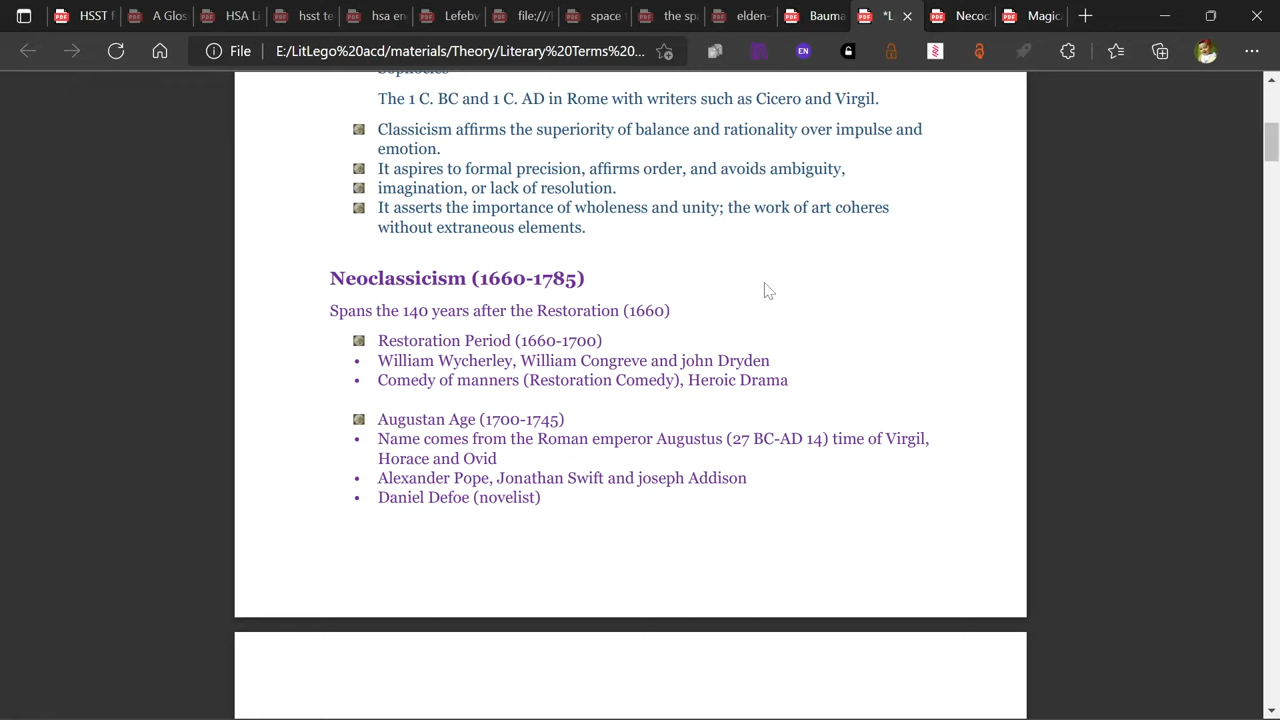 HSST f
A Glos
HSA Li
hsst te
hsa en
Lefebv
file:///
space
the sp
elden-
Bauma
*L
Neocl
Magic
File
E:/LitLego%20acd/materials/Theory/Literary%20Terms%20...
EN
Sophocles
The 1 C. BC and 1 C. AD in Rome with writers such as Cicero and Virgil.
Classicism affirms the superiority of balance and rationality over impulse and
emotion.
It aspires to formal precision, affirms order, and avoids ambiguity,
imagination, or lack of resolution.
It asserts the importance of wholeness and unity; the work of art coheres
without extraneous elements.
Neoclassicism (1660-1785)
Spans the 140 years after the Restoration (1660)
Restoration Period (1660-1700)
• William Wycherley, William Congreve and john Dryden
• Comedy of manners (Restoration Comedy), Heroic Drama
Augustan Age (1700-1745)
• Name comes from the Roman emperor Augustus (27 BC-AD 14) time of Virgil,
Horace and Ovid
• Alexander Pope, Jonathan Swift and joseph Addison
• Daniel Defoe (novelist)